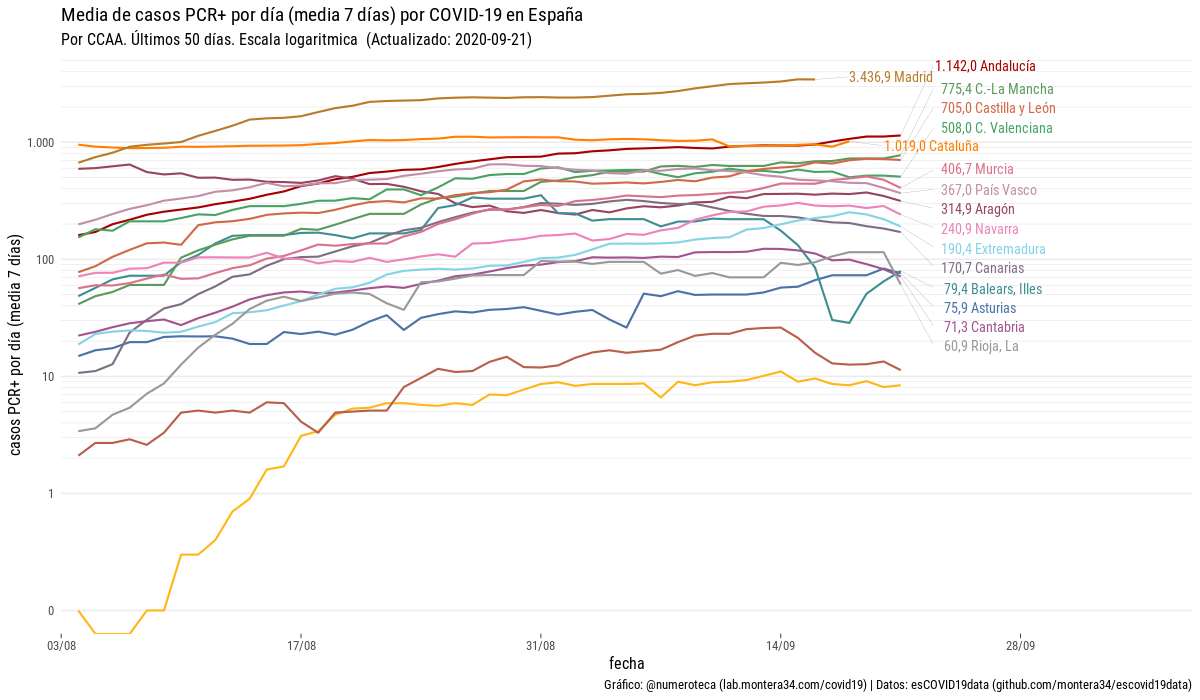 Media de casos PCR+ por día (media 7 días) por COVID-19 en España
Por CCAA. Últimos 50 días. Escala logaritmica  (Actualizado: 2020-09-21)
casos PCR+ por día (media  7 días)
1.000
100
10
1
0
3.436,9 Madrid
1.142,0 Andalucía
775,4 C.-La Mancha
705,0 Castilla y León
508,0 C. Valenciana
1.019,0 Cataluña
406,7 Murcia
367,0 País Vasco
314,9 Aragón
240,9 Navarra
190,4 Extremadura
170,7 Canarias
79,4 Balears, Illes
75,9 Asturias
71,3 Cantabria
60,9 Rioja, La
03/08
17/08
31/08
14/09
28/09
fecha
Gráfico: @numeroteca (lab.montera34.com/covid19) | Datos: esCOVID19data (github.com/montera34/escovid19data)